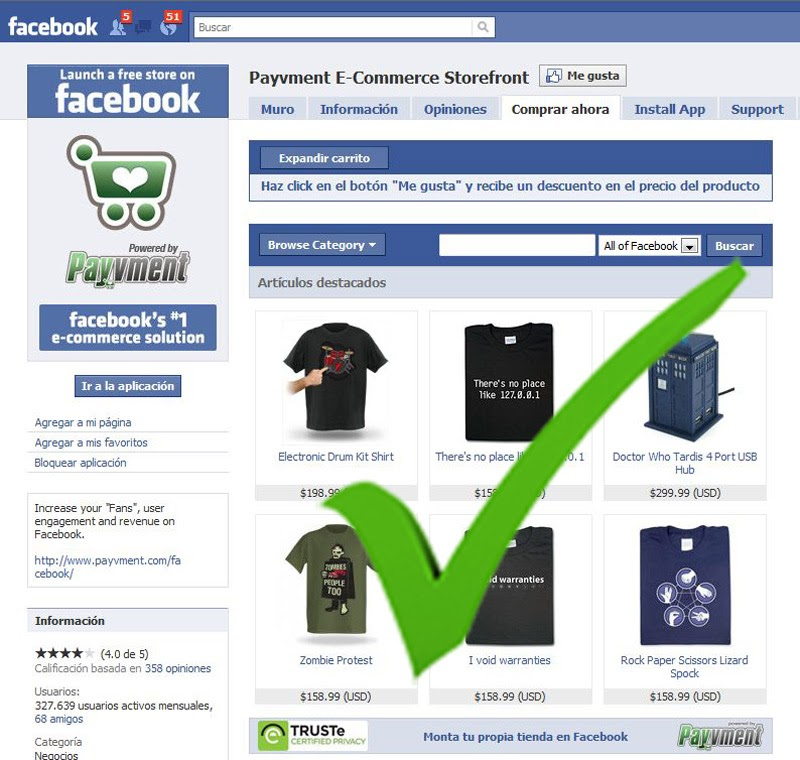 facebook
5
51
Buscar
Launch a free store on
facebook
Powered by
Payvment
facebook's #1
e-commerce solution
Ir a la aplicación
Agregar a mi página
Agregar a mis favoritos
Bloquear aplicación
Increase your "Fans", user
engagement and revenue on
Facebook.
http://www.payvment.com/fa
cebook/
Información
(4.0 de 5)
Calificación basada en 358 opiniones
Usuarios:
327.639 usuarios activos mensuales,
68 amigos
Categoría
Negocios
Payvment E-Commerce Storefront
Me gusta
Muro
Información
Opiniones
Comprar ahora
Install App
Support
Expandir carrito
Haz click en el botón "Me gusta" y recibe un descuento en el precio del producto
Browse Category
All of Facebook
Buscar
Artículos destacados
There's no place
like 127.0.0.1
Electronic Drum Kit Shirt
There's no place 0.1
Doctor Who Tardis 4 Port USB
Hub
$198.99
(USD)
$299.99 (USD)
ZOMBIES
PEOPLE
TOO
void warranties
Zombie Protest
I void warranties
Rock Paper Scissors Lizard
Spock
$158.99 (USD)
$158.99 (USD)
$158.99 (USD)
TRUSTe
CERTIFIED PRIVACY
Monta tu propia tienda en Facebook
powered by
Payvment